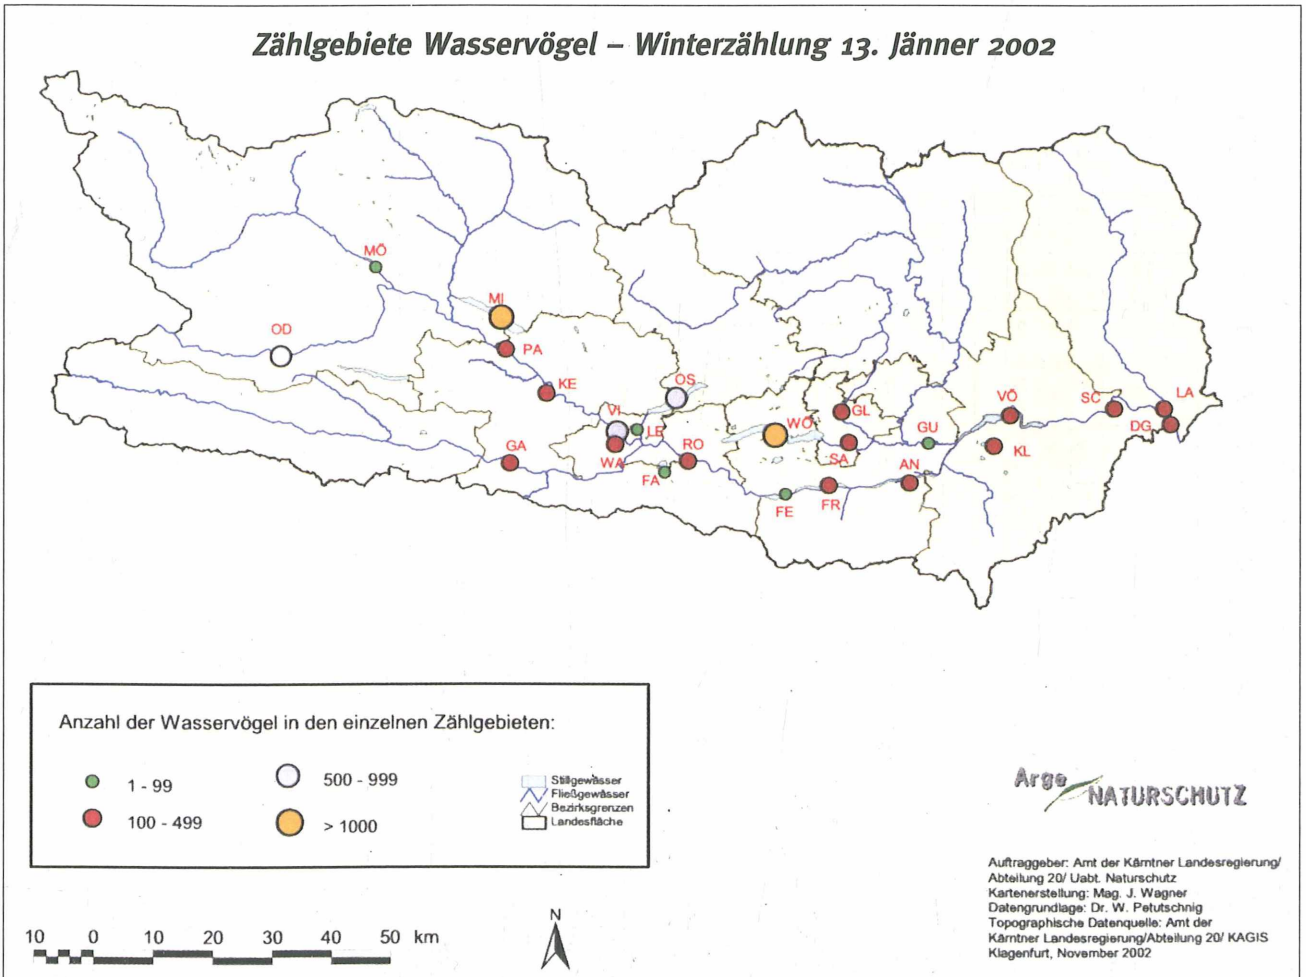 Zählgebiete Wasservögel – Winterzählung 13. Jänner 2002
MÖ
MI
OD
PA
KE
OS
VI
LE
GL
VÖ
SC
LA
WÖ
GU
DG
GA
WA
RO
SA
AN
KL
FA
FE
FR
Anzahl der Wasservögel in den einzelnen Zählgebieten:
1 - 99
500 - 999
100 - 499
> 1000
Stillgewässer
Fließgewässer
Bezirksgrenzen
Landesfläche
Arge NATURSCHUTZ
Auftraggeber: Amt der Kärntner Landesregierung/
Abteilung 20/ Uabt. Naturschutz
Kartenerstellung: Mag. J. Wagner
Datengrundlage: Dr. W. Petutschnig
Topographische Datenquelle: Amt der
Kärntner Landesregierung/Abteilung 20/ KAGIS
Klagenfurt, November 2002
N
10 0 10 20 30 40 50 km